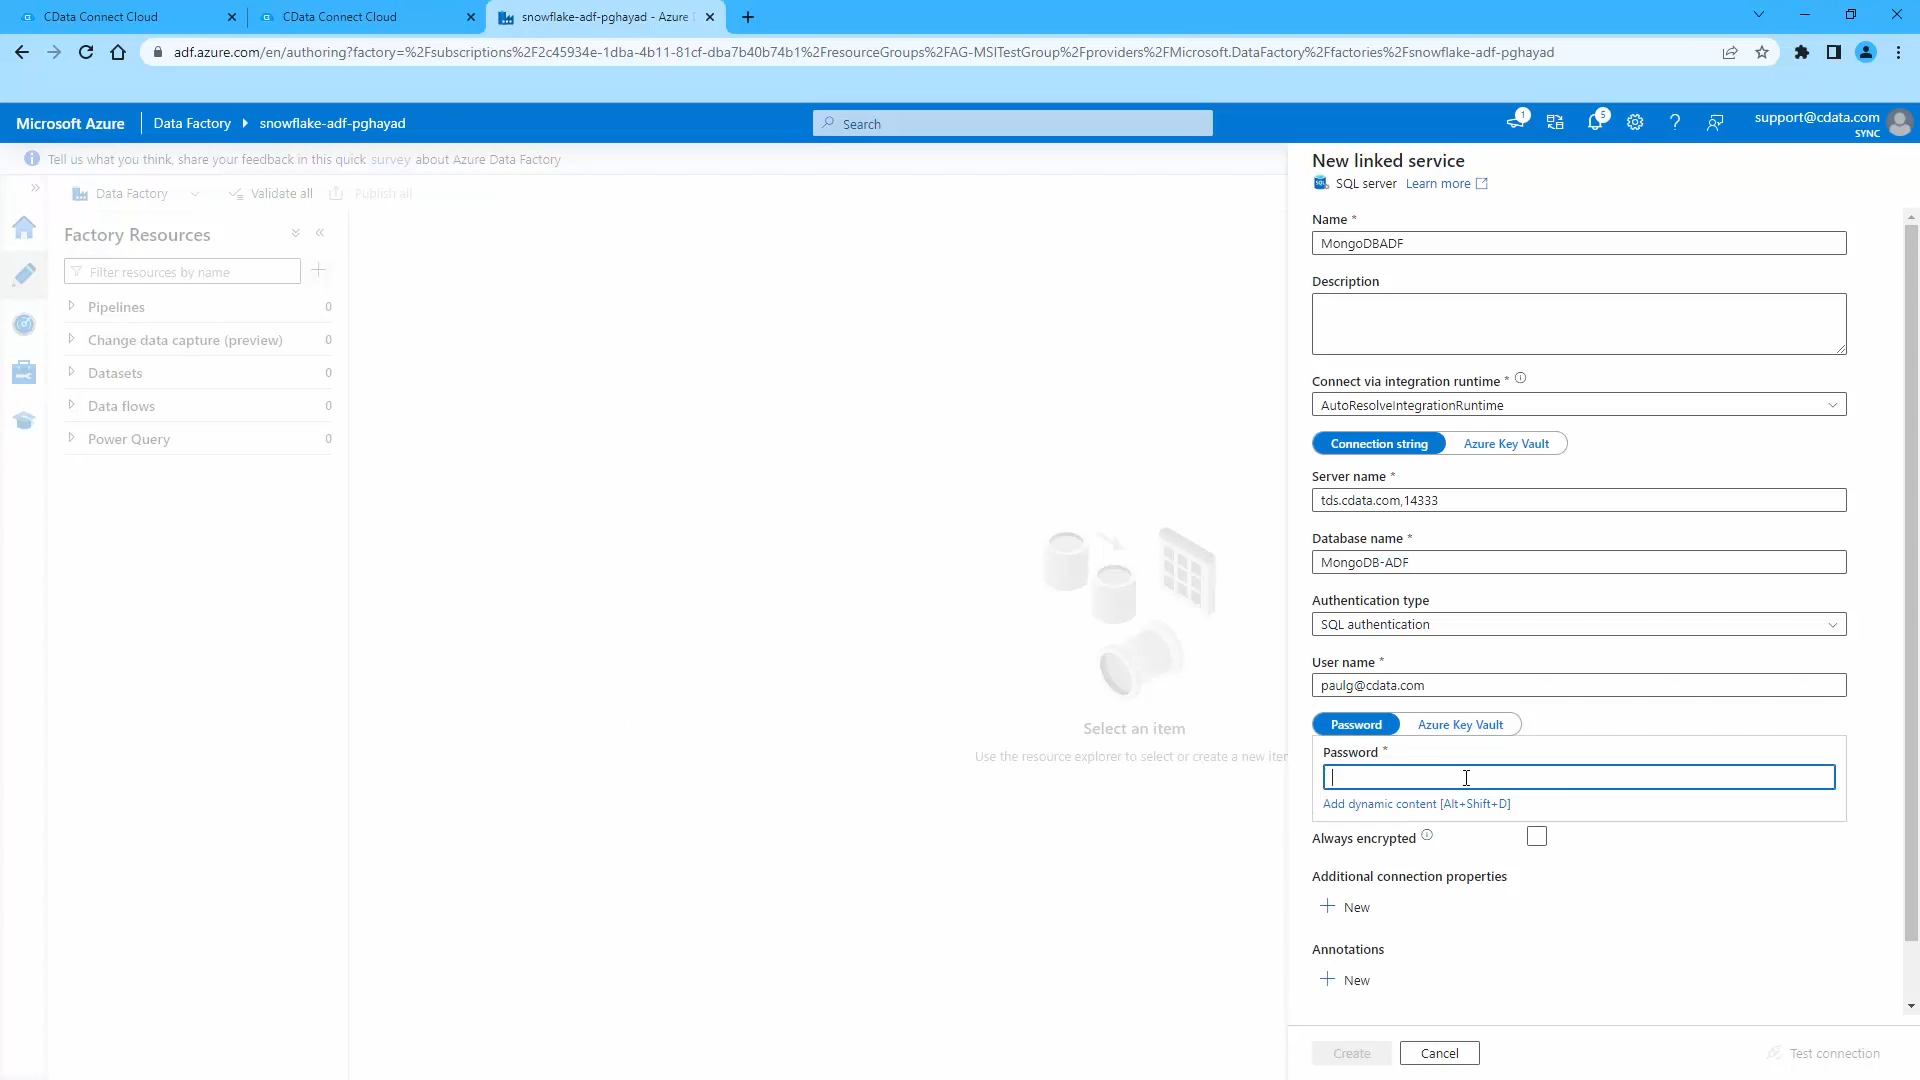 CData Connect Cloud
CData Connect Cloud
snowflake-adf-pghayad - Azure
adf.azure.com/en/authoring?factory=%2Fsubscriptions%2F2c45934e-1dba-4b11-81cf-dba7b40b74b1%2FresourceGroups%2FAG-MSITestGroup%2Fproviders%2FMicrosoft.DataFactory%2Ffactories%2Fsnowflake-adf-pghayad
Microsoft Azure
Data Factory
snowflake-adf-pghayad
Search
1
5
support@cdata.com
SYNC
Tell us what you think, share your feedback in this quick survey about Azure Data Factory
Data Factory
Validate all
Publish all
Factory Resources
Filter resources by name
Pipelines 0
Change data capture (preview) 0
Datasets 0
Data flows 0
Power Query 0
Select an item
Use the resource explorer to select or create a new item
New linked service
SQL server Learn more
Name *
MongoDBADF
Description
Connect via integration runtime *
AutoResolveIntegrationRuntime
Connection string Azure Key Vault
Server name *
tds.cdata.com,14333
Database name *
MongoDB-ADF
Authentication type
SQL authentication
User name *
paulg@cdata.com
Password Azure Key Vault
Password *
Add dynamic content [Alt+Shift+D]
Always encrypted
Additional connection properties
New
Annotations
New
Create
Cancel
Test connection